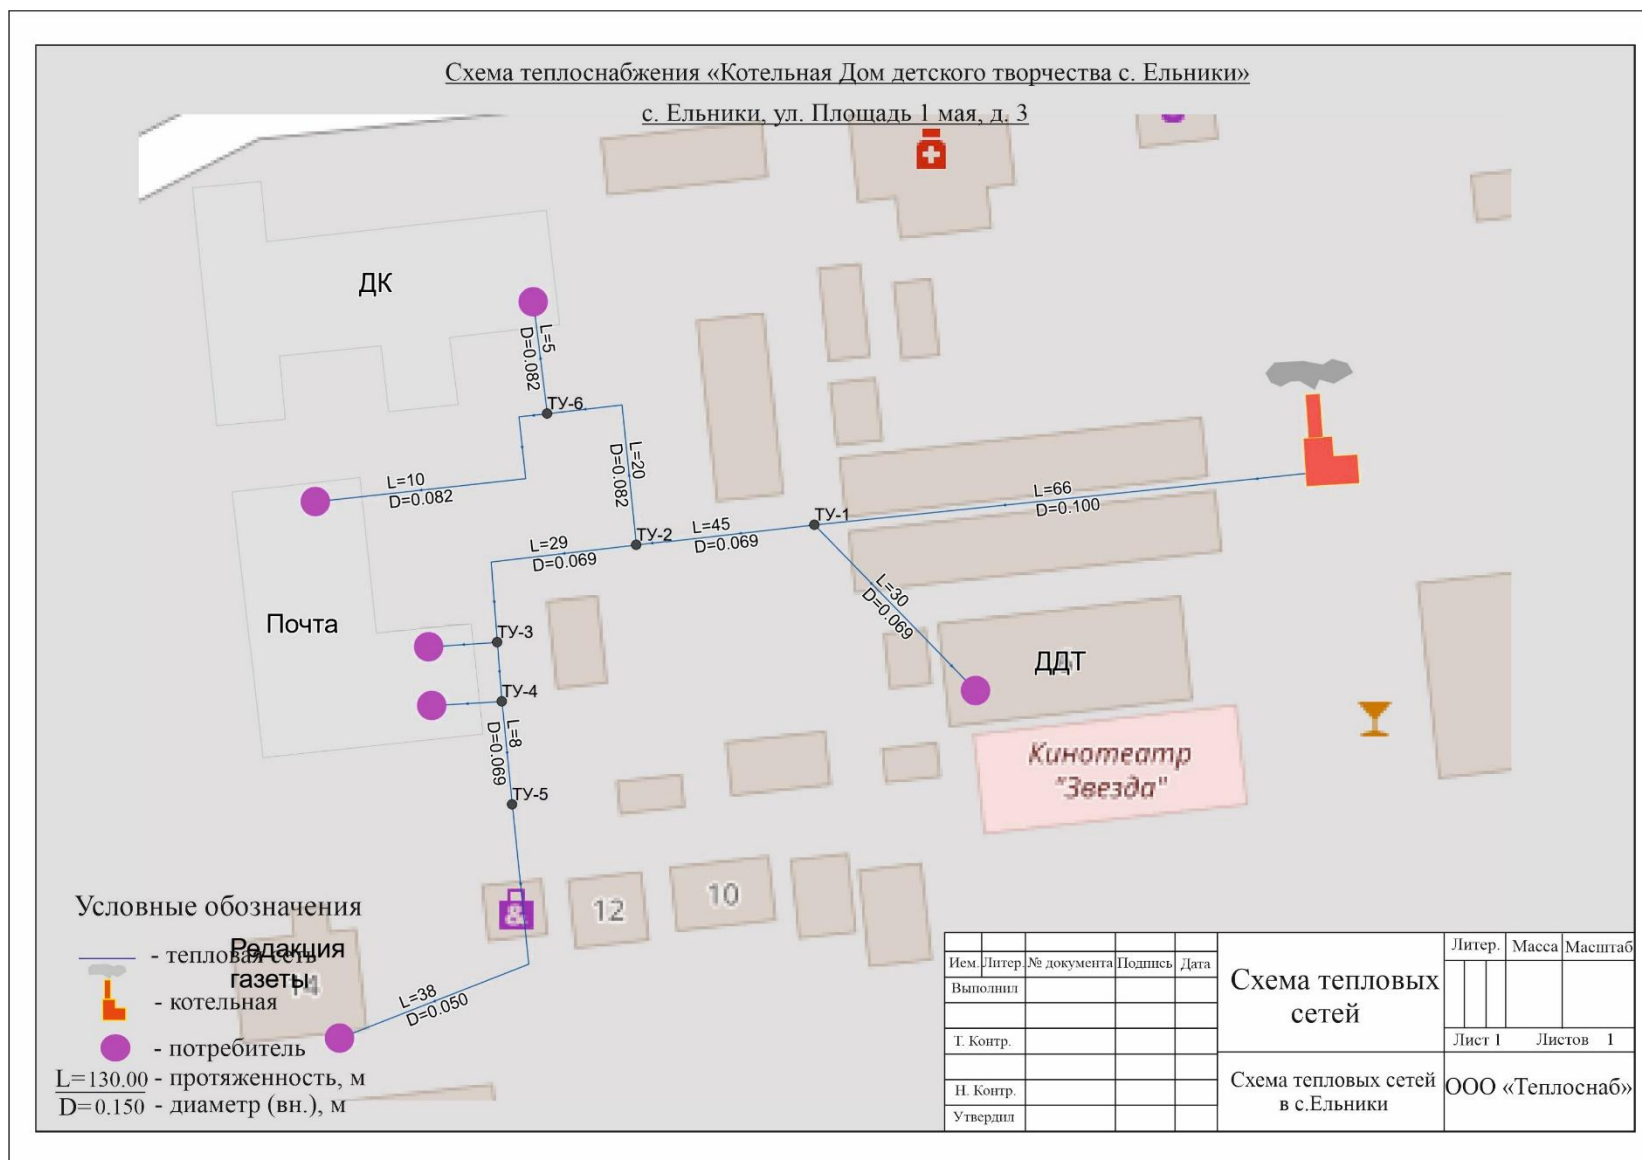 Схема теплоснабжения «Котельная Дом детского творчества с. Ельники»
с. Ельники, ул. Площадь 1 мая, д. 3
ДК
L=5
D=0.082
ТУ-6
L=20
D=0.082
L=10
D=0.082
L=66
D=0.100
ТУ-1
L=45
D=0.069
ТУ-2
L=29
D=0.069
L=30
D=0.069
Почта
ТУ-3
ДДТ
ТУ-4
L=8
D=0.069
Кинотеатр
"Звезда"
ТУ-5
&
12
10
Условные обозначения
- тепловая сеть
- котельная
- потребитель
L=130.00 - протяженность, м
D=0.150 - диаметр (вн.), м
Редакция
газеты
14
L=38
D=0.050
Ием. Литер. № документа Подпись Дата
Выполнил
Т. Контр.
Н. Контр.
Утвердил
Схема тепловых
сетей
Схема тепловых сетей
в с.Ельники
Литер. Масса Масштаб
Лист 1 Листов 1
ООО «Теплоснаб»